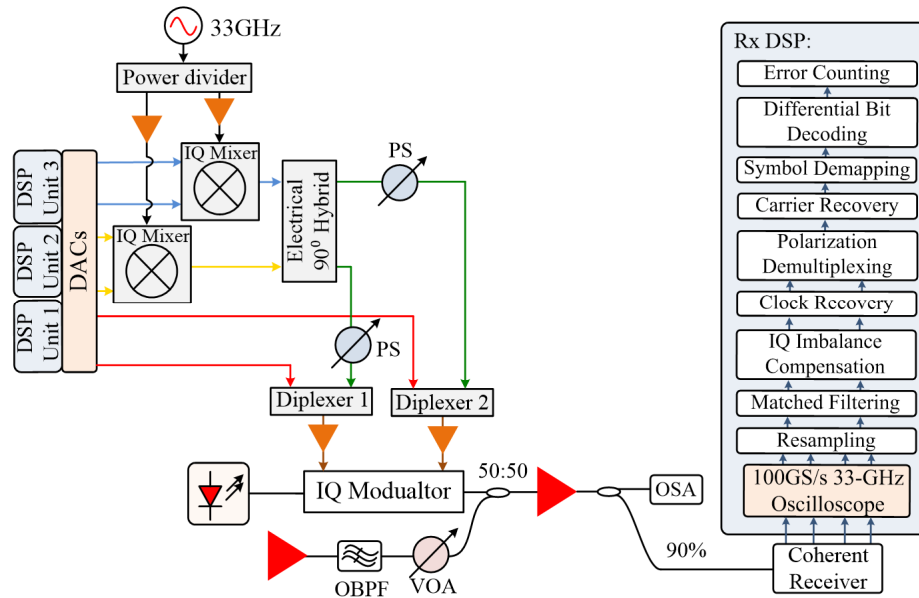 33GHz
Power divider
IQ Mixer
IQ Mixer
DSP
Unit 3
DSP
Unit 2
DSP
Unit 1
DACs
Electrical
90⁰ Hybrid
PS
PS
Diplexer 1
Diplexer 2
IQ Modualtor
50:50
OBPF
VOA
OSA
90%
Rx DSP:
Error Counting
Differential Bit
Decoding
Symbol Demapping
Carrier Recovery
Polarization
Demultiplexing
Clock Recovery
IQ Imbalance
Compensation
Matched Filtering
Resampling
100GS/s 33-GHz
Oscilloscope
Coherent
Receiver